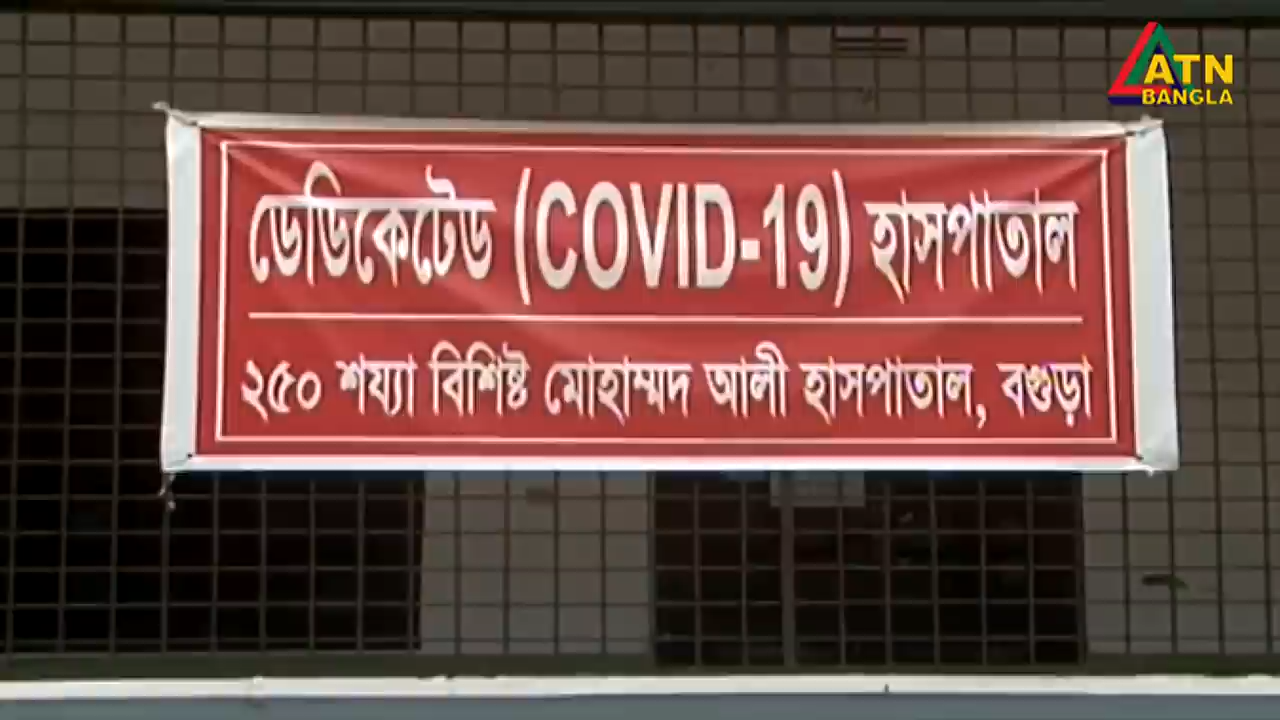 ATN
BANGLA
ডেডিকেটেড (COVID-19) হাসপাতাল
২৫০ শয্যা বিশিষ্ট মোহাম্মদ আলী হাসপাতাল, বগুড়া